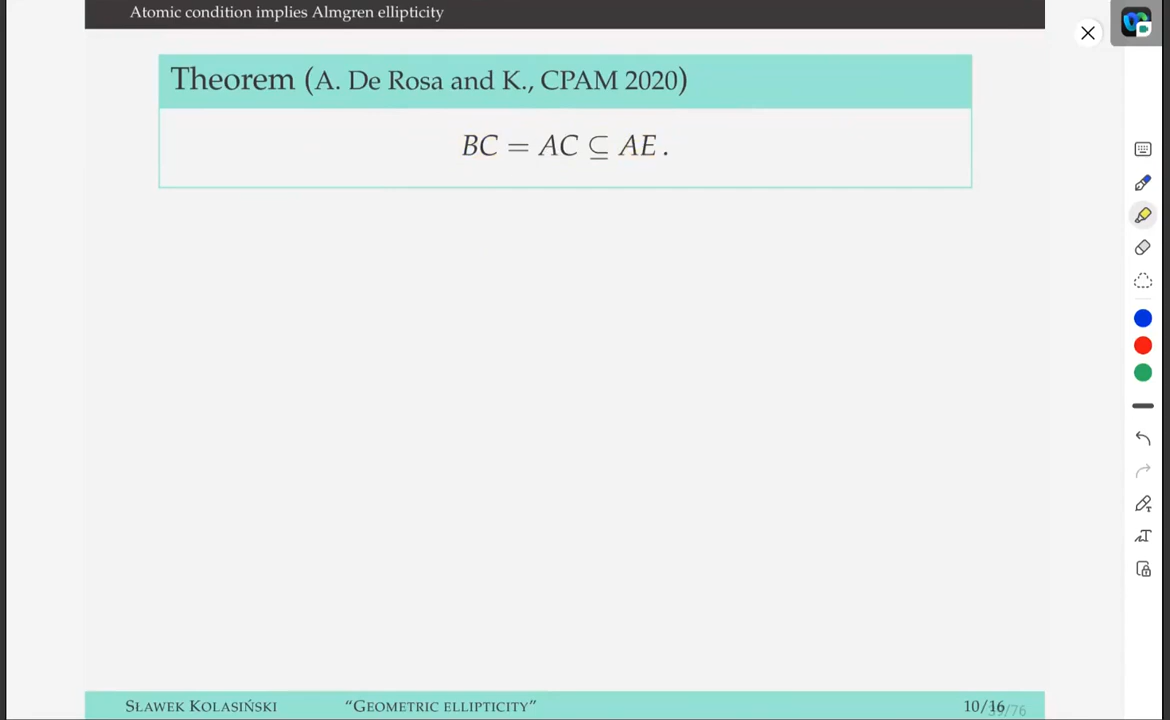 Atomic condition implies Almgren ellipticity
Theorem (A. De Rosa and K., CPAM 2020)
BC = AC ⊆ AE .
SŁAWEK KOLASIŃSKI “GEOMETRIC ELLIPTICITY” 10/16